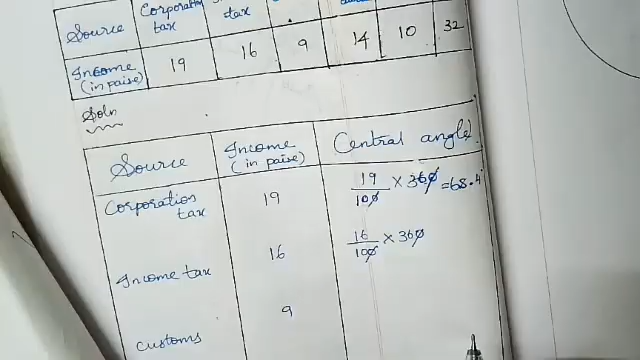 Source Corporation tax tax
Income (in paise) 19 16 9 14 10 32
Soln
Source Income (in paise) Central angle
Corporation tax 19 19/100 × 360 = 68.4
Income tax 16 16/100 × 360
customs 9